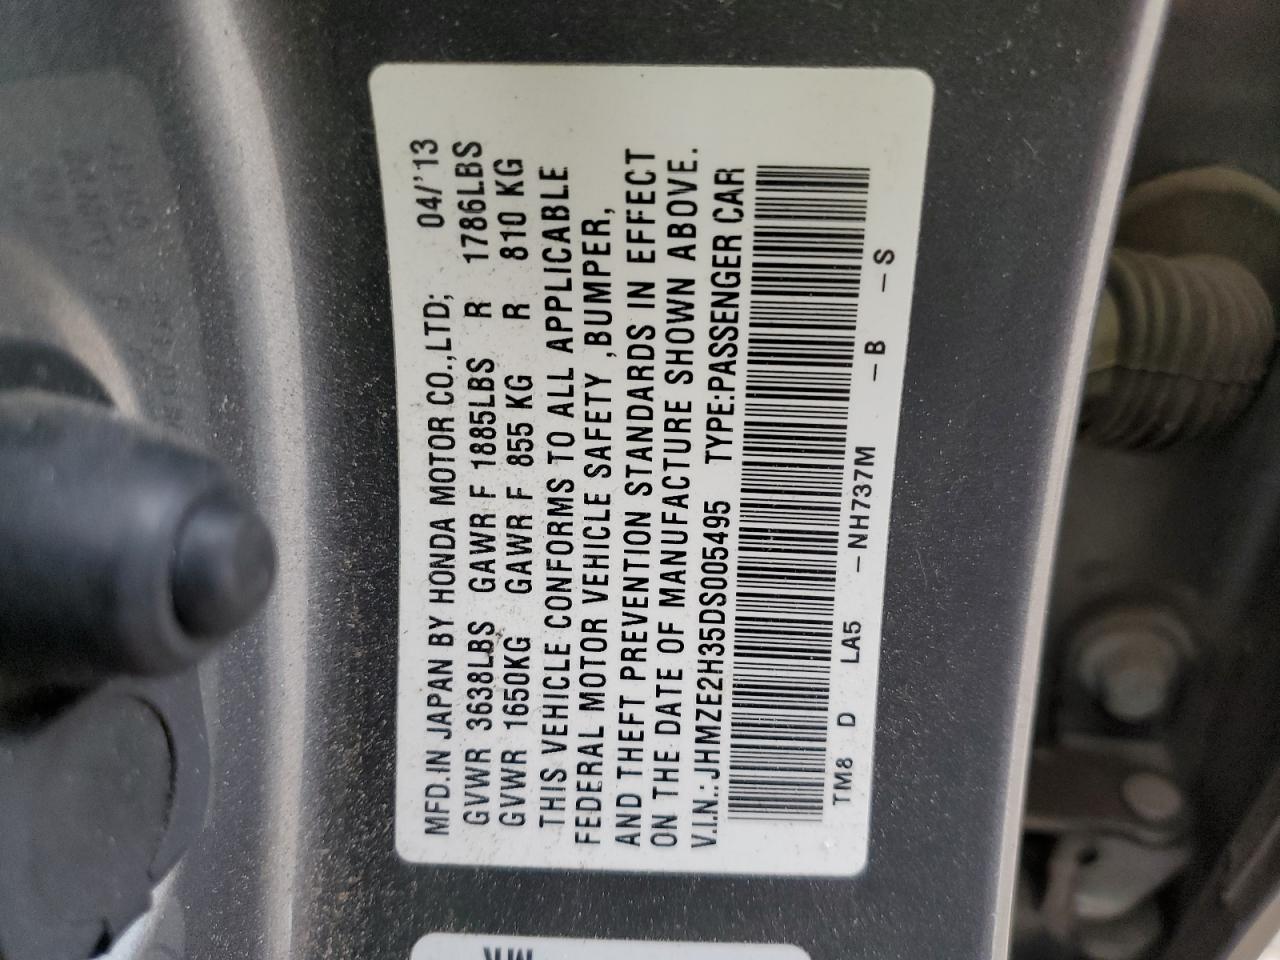 MFD.IN JAPAN BY HONDA MOTOR CO.,LTD; 04/'13
GVWR 3638LBS GAWR F 1885LBS R 1786LBS
GVWR 1650KG GAWR F 855 KG R 810 KG
THIS VEHICLE CONFORMS TO ALL APPLICABLE
FEDERAL MOTOR VEHICLE SAFETY ,BUMPER,
AND THEFT PREVENTION STANDARDS IN EFFECT
ON THE DATE OF MANUFACTURE SHOWN ABOVE.
V.I.N.:JHMZE2H35DS005495 TYPE:PASSENGER CAR
TM8 D LA5 -NH737M -B -S